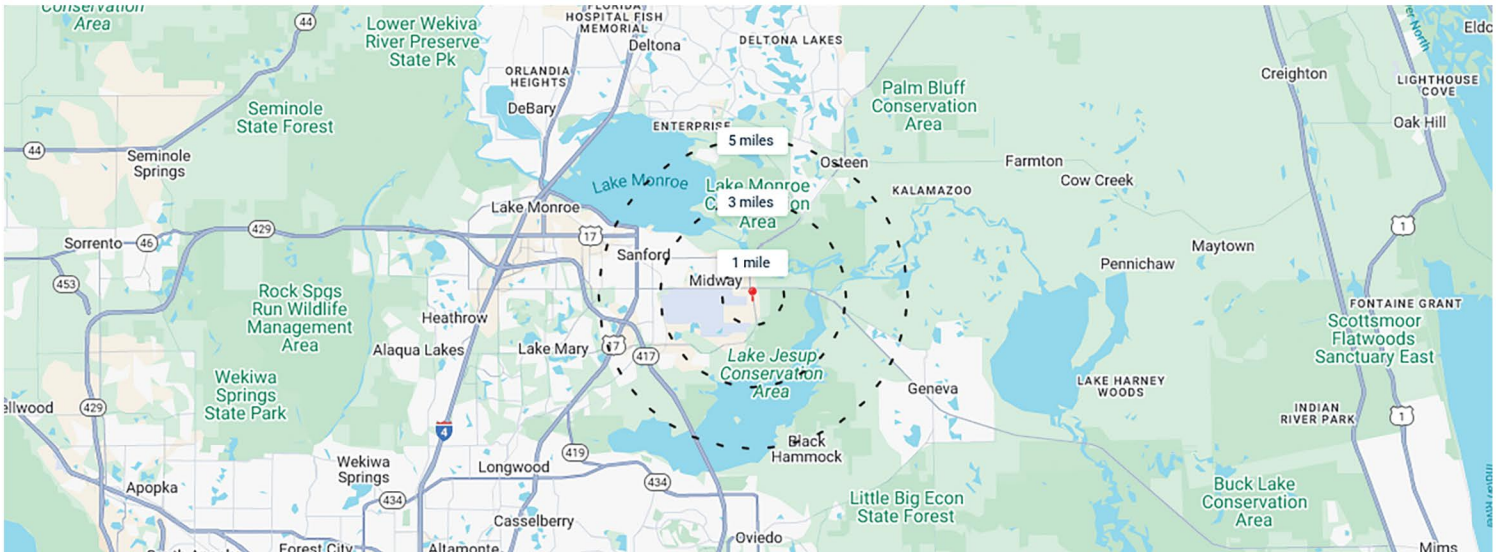 Conservation
Area
44
Lower Wekiva
River Preserve
State Pk
FLORIDA
HOSPITAL FISH
MEMORIAL
Deltona
DELTONA LAKES
ORLANDIA
HEIGHTS
DeBary
Palm Bluff
Conservation
Area
Creighton
LIGHTHOUSE
COVE
Oak Hill
Seminole
State Forest
44
Seminole
Springs
ENTERPRISE
5 miles
Osteen
Farmton
Cow Creek
KALAMAZOO
Lake Monroe
Lake Monroe
3 miles
Area
Lake Monroe
1
Sorrento
46
429
17
Sanford
1 mile
Midway
Maytown
Pennichaw
453
Rock Spgs
Run Wildlife
Management
Area
Heathrow
Alaqua Lakes
Lake Mary
17
417
Lake Jesup
Conservation
Area
FONTAINE GRANT
Scottsmoor
Flatwoods
Sanctuary East
Wekiwa
Springs
State Park
429
Geneva
LAKE HARNEY
WOODS
INDIAN
RIVER PARK
1
4
419
Black
Hammock
Wekiwa
Springs
Longwood
434
434
Apopka
Casselberry
Little Big Econ
State Forest
Buck Lake
Conservation
Area
Oviedo
Forest City
Altamonte
Mims